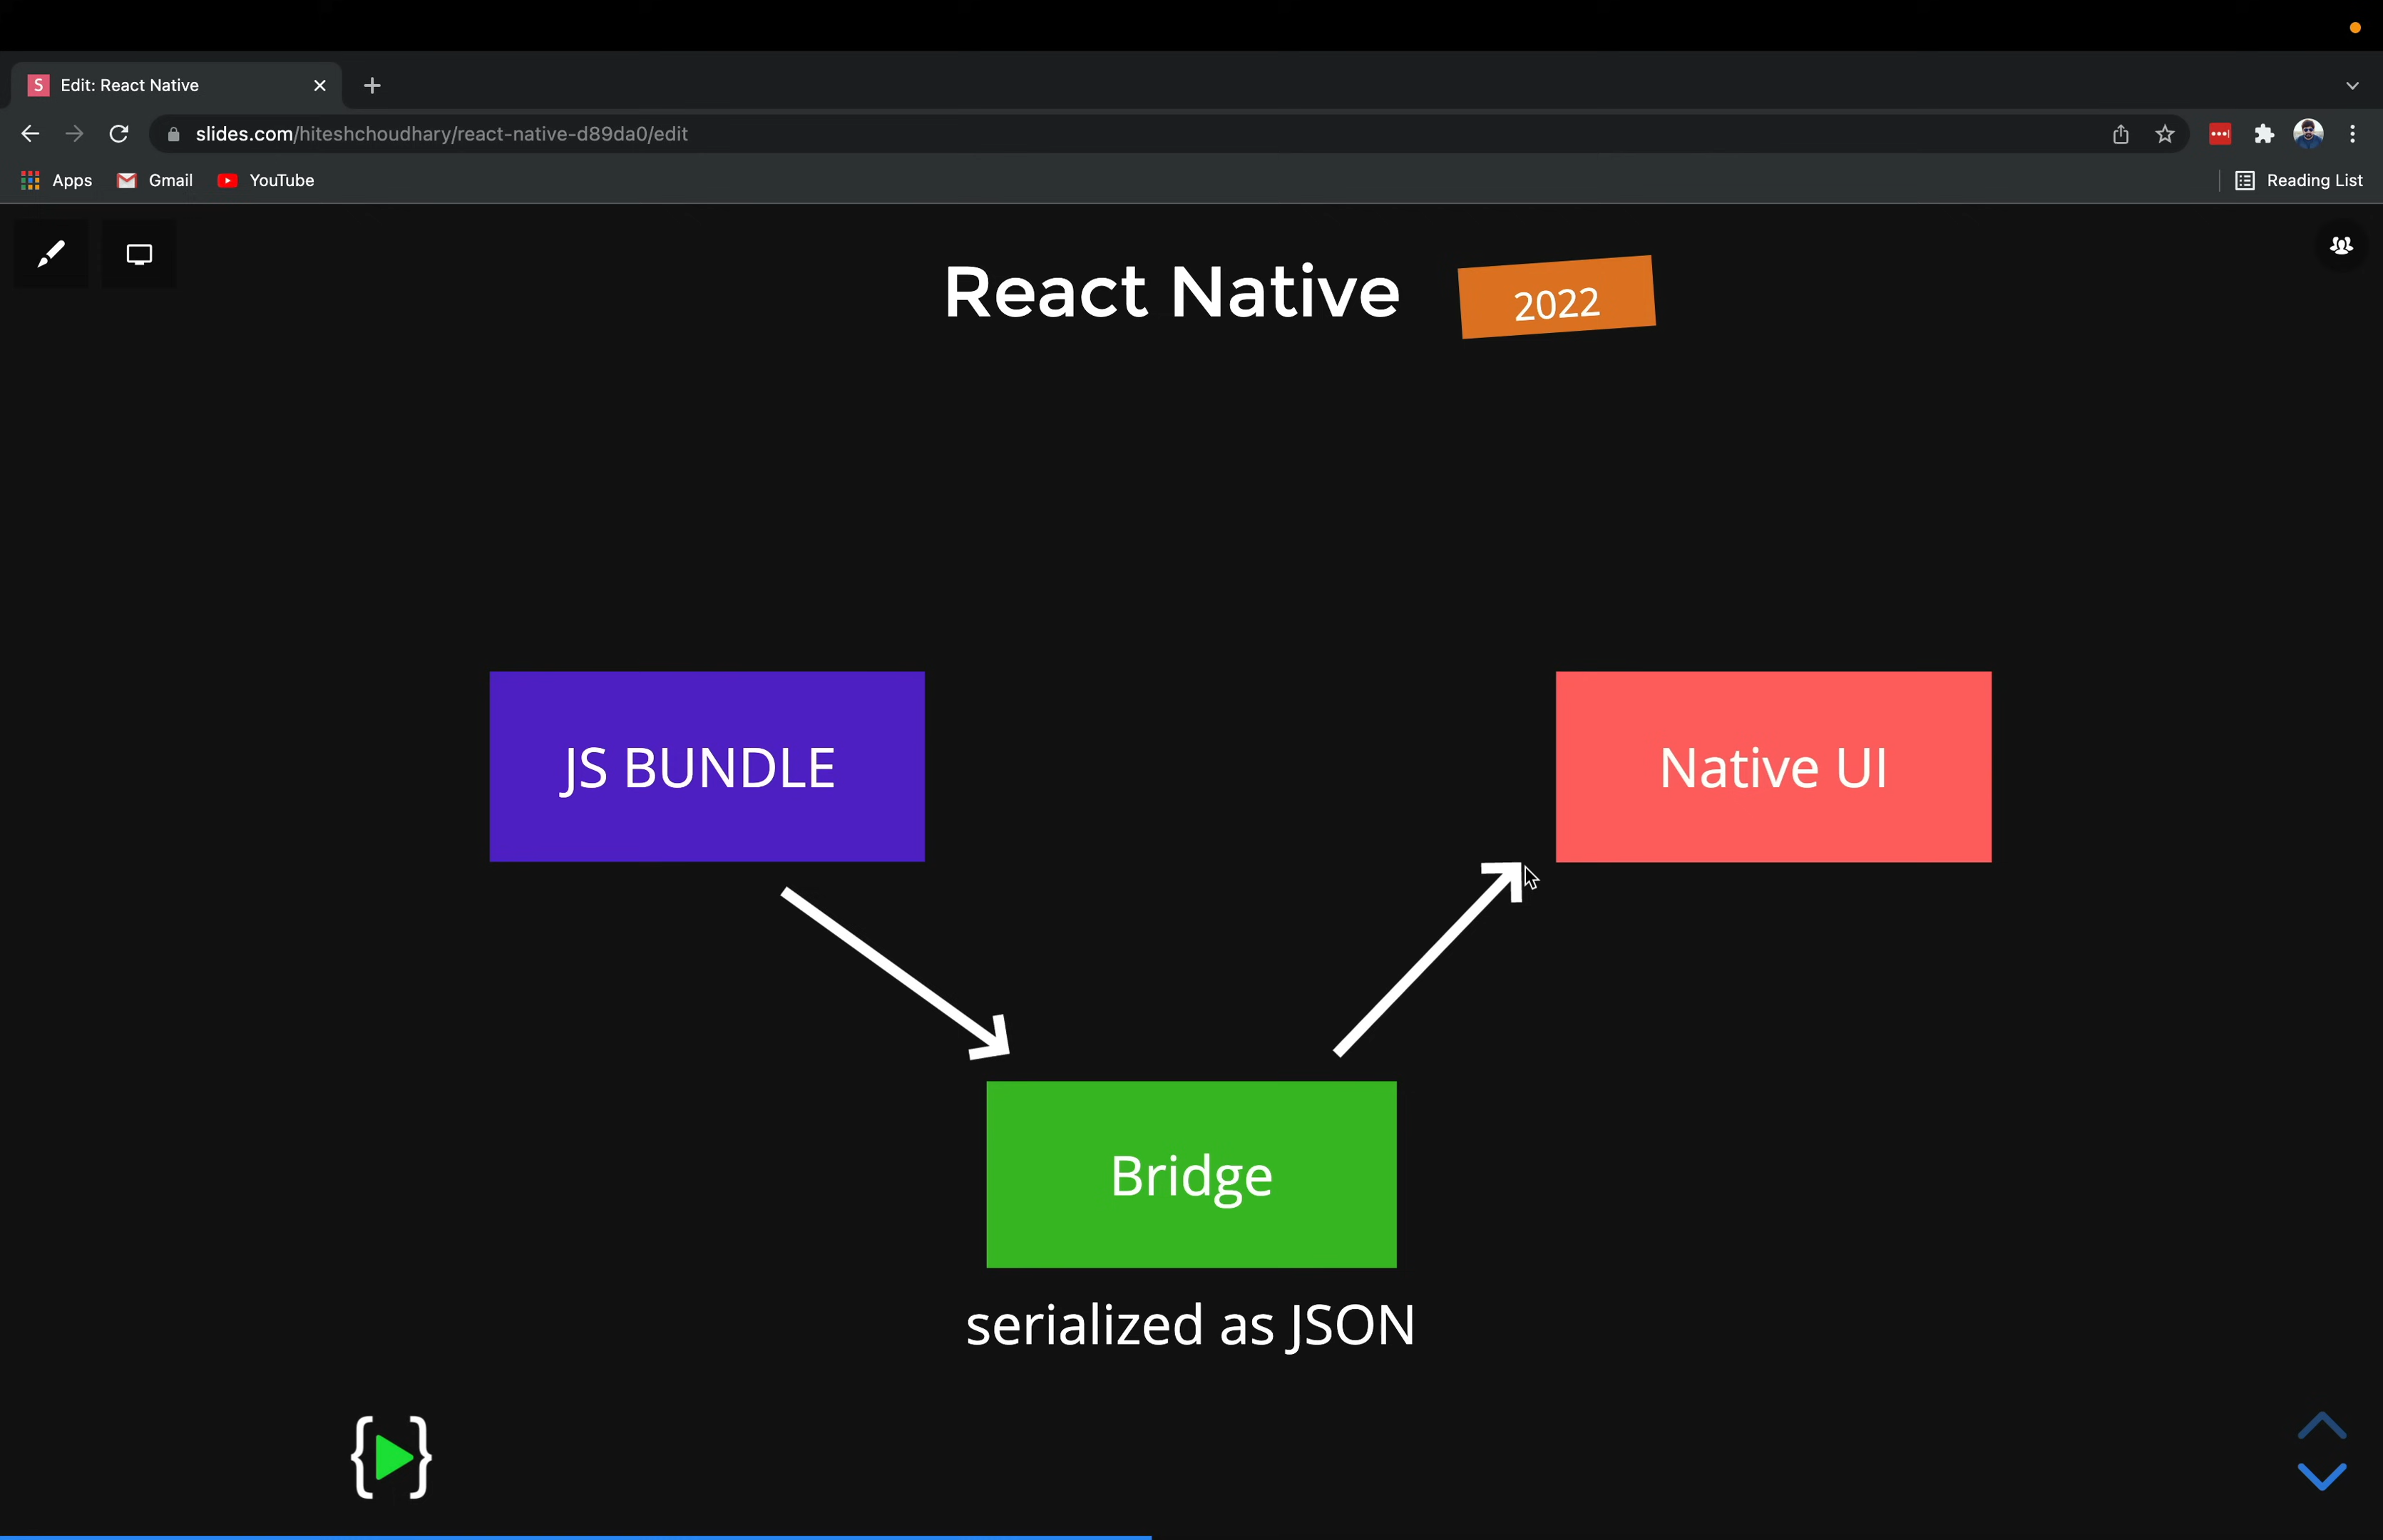 Edit: React Native
slides.com/hiteshchoudhary/react-native-d89da0/edit
Apps Gmail YouTube Reading List
React Native 2022
JS BUNDLE Native UI
Bridge
serialized as JSON